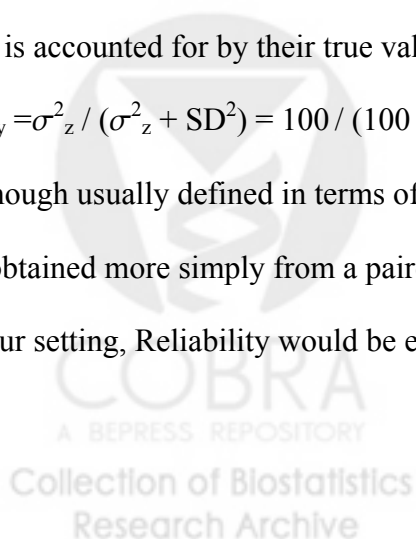 is accounted for by their true val
y =σ²z / (σ²z + SD²) = 100 / (100
hough usually defined in terms of
obtained more simply from a pair
ur setting, Reliability would be e
COBRA
A BEPRESS REPOSITORY
Collection of Biostatistics
Research Archive